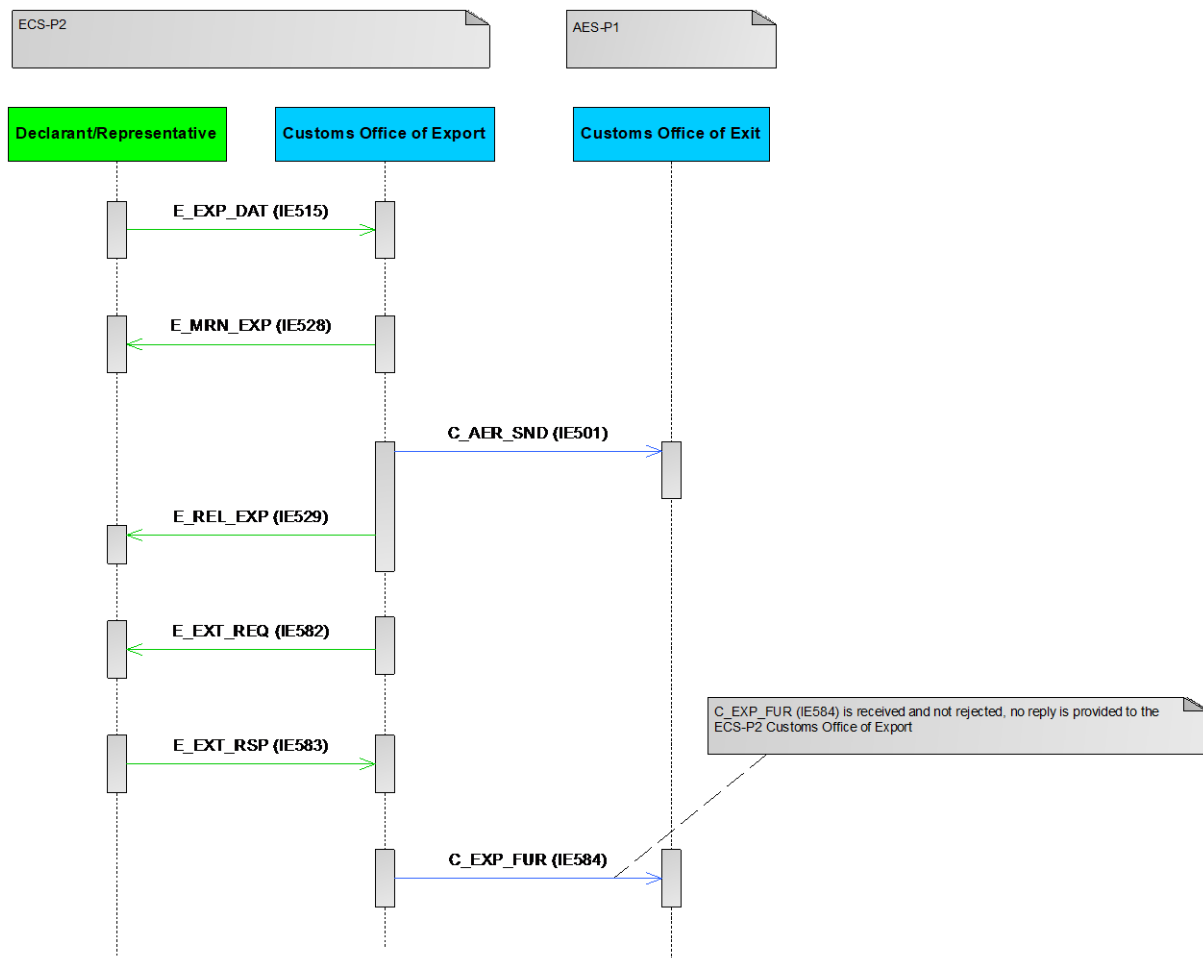 ECS-P2
AES-P1
Declarant/Representative
Customs Office of Export
Customs Office of Exit
E_EXP_DAT (IE515)
E_MRN_EXP (IE528)
C_AER_SND (IE501)
E_REL_EXP (IE529)
E_EXT_REQ (IE582)
C_EXP_FUR (IE584) is received and not rejected, no reply is provided to the
ECS-P2 Customs Office of Export
E_EXT_RSP (IE583)
C_EXP_FUR (IE584)